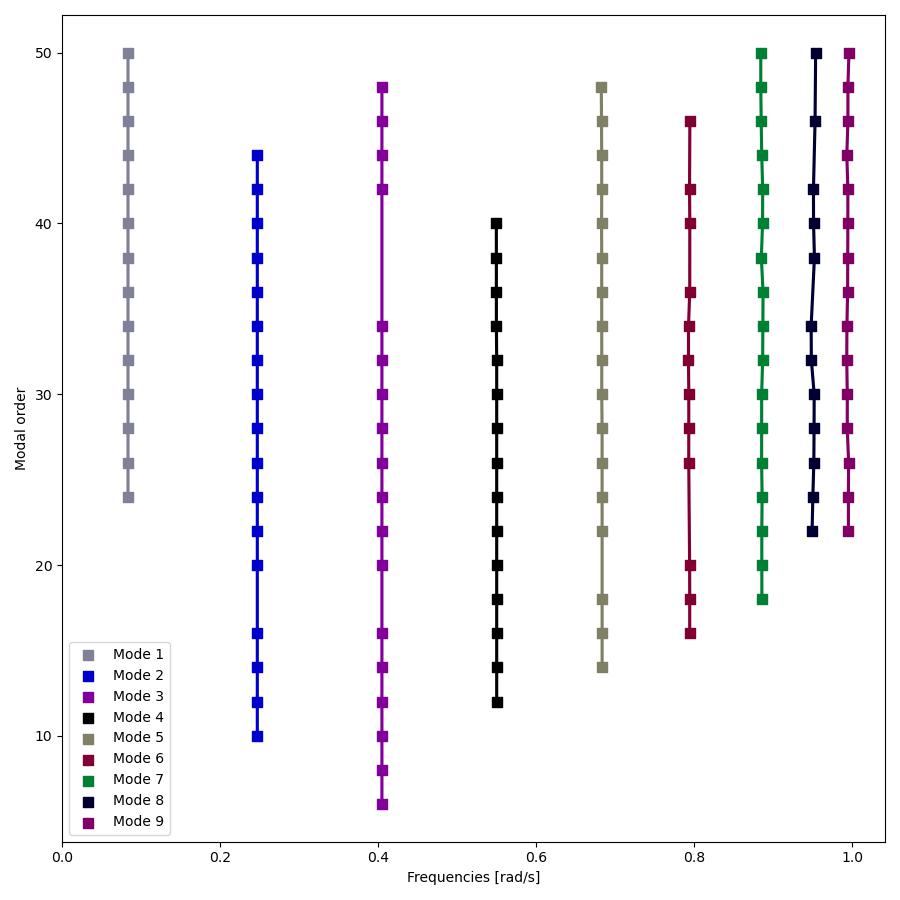 50
40
30
20
10
Modal order
Mode 1
Mode 2
Mode 3
Mode 4
Mode 5
Mode 6
Mode 7
Mode 8
Mode 9
0.0 0.2 0.4 0.6 0.8 1.0
Frequencies [rad/s]